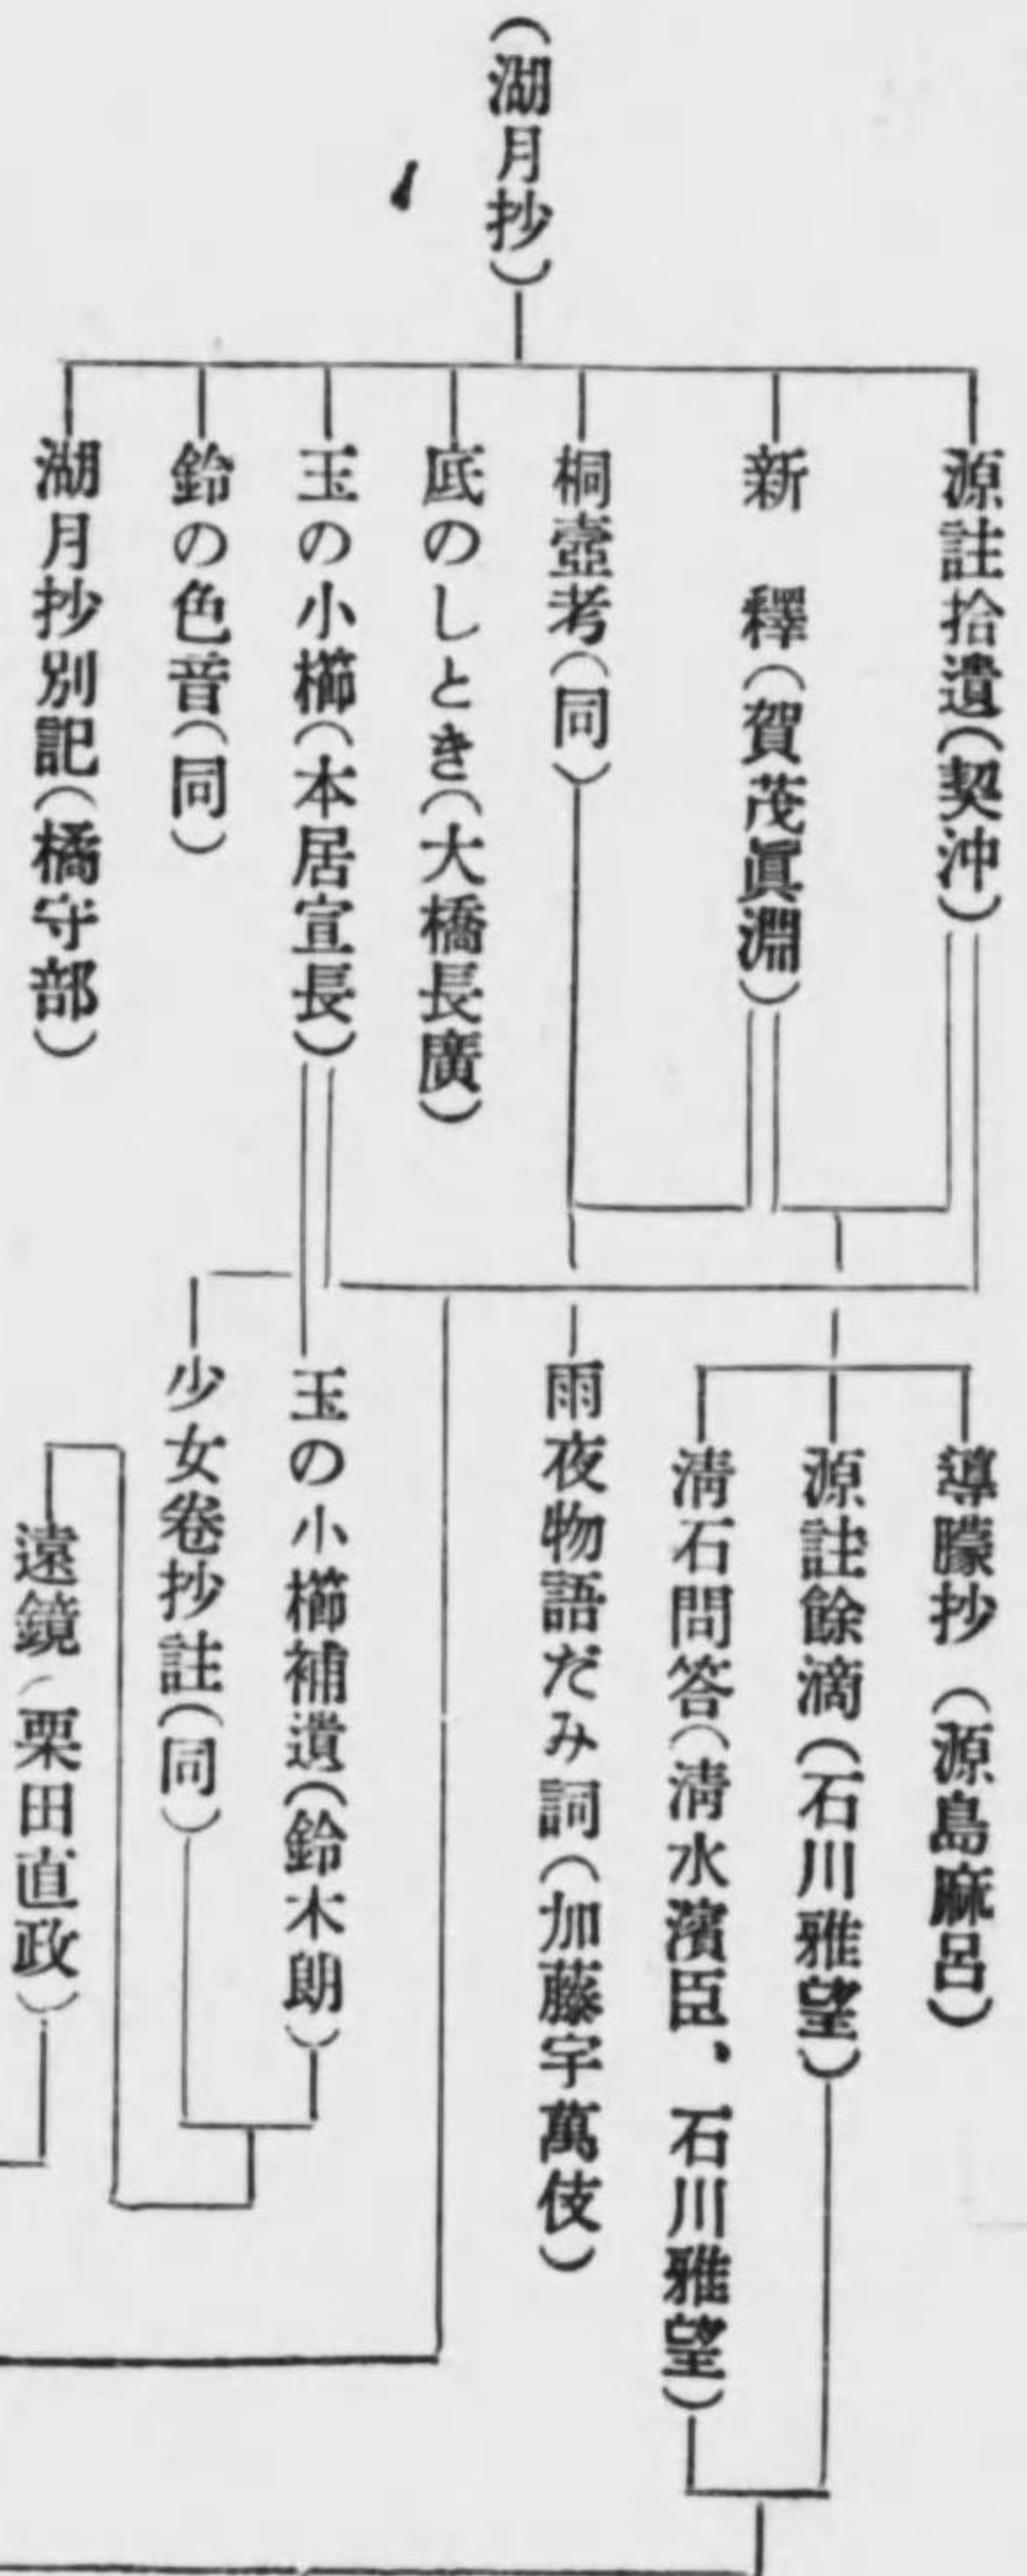 (湖月抄)
源註拾遺(契沖)
新釋(賀茂眞淵)
桐壺考(同)
底のしとき(大橋長廣)
玉の小櫛(本居宣長)
鈴の色音(同)
湖月抄別記(橘守部)
導朦抄(源島麻呂)
源註餘滴(石川雅望)
淸石問答(淸水濱臣、石川雅望)
雨夜物語だみ詞(加藤宇萬伎)
玉の小櫛補遺(鈴木朗)
少女卷抄註(同)
遠鏡(栗田直政)